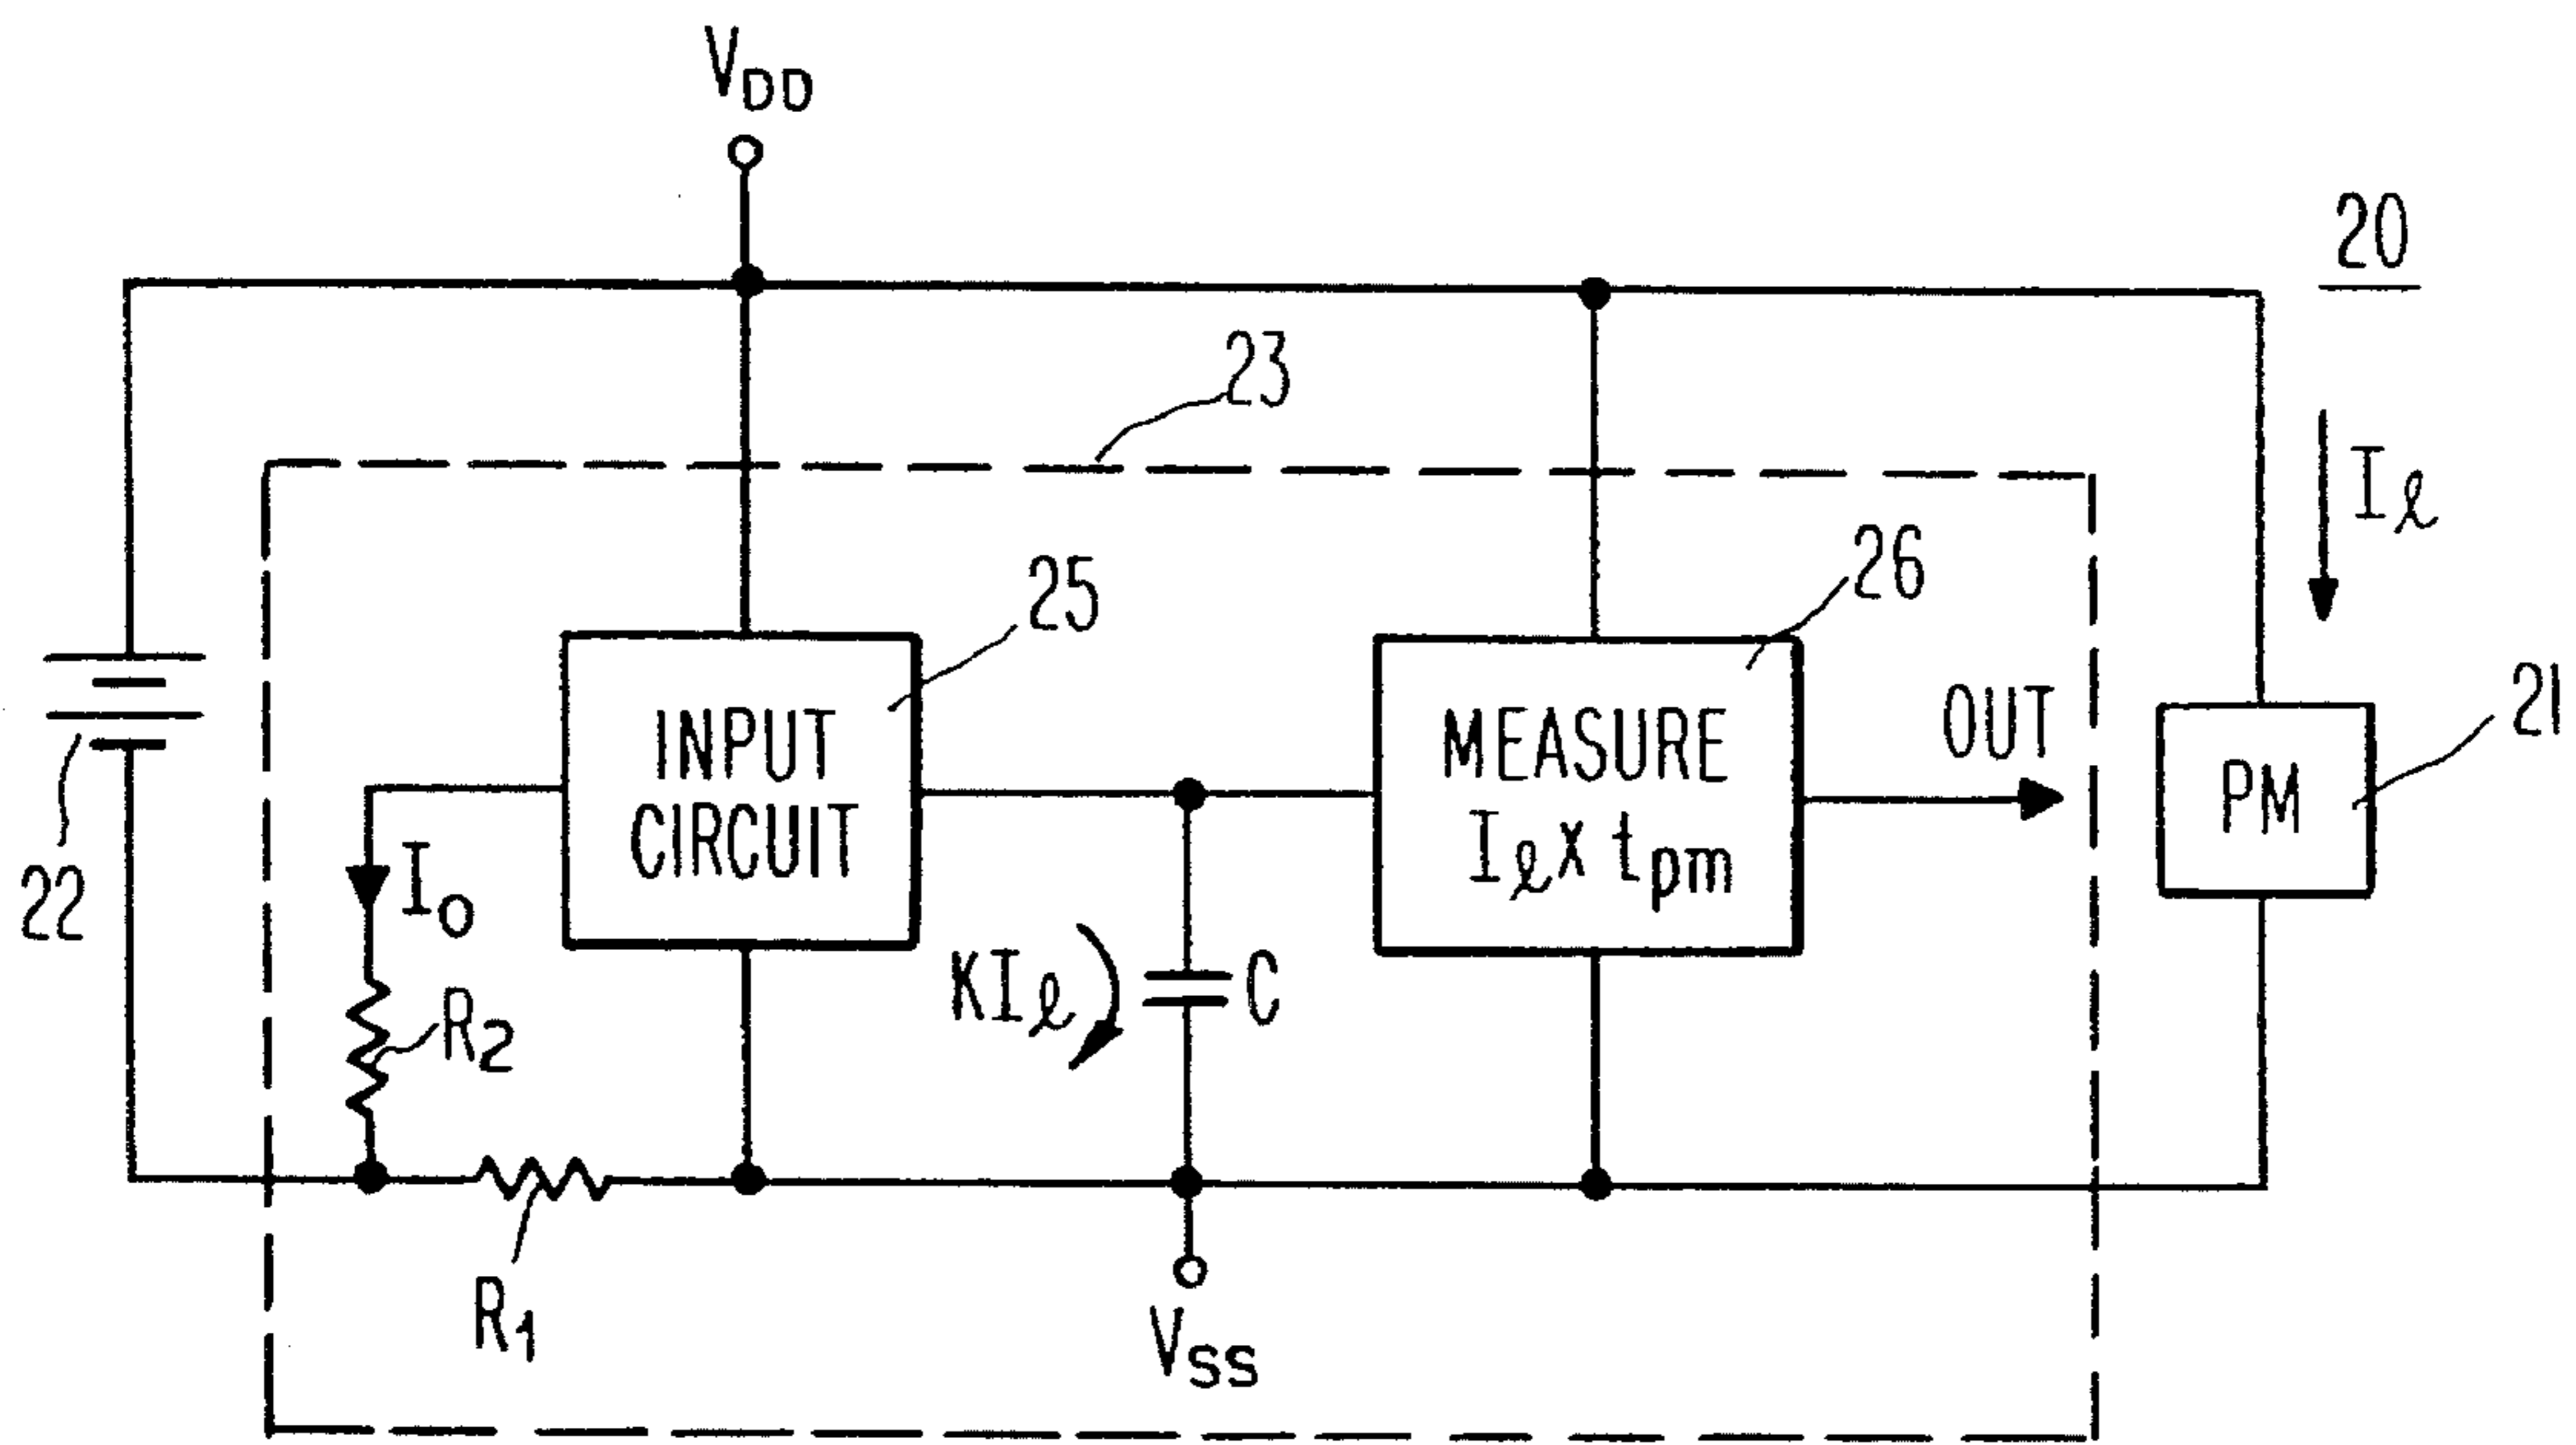 VDD
20
23
Iℓ
25
26
21
INPUT
CIRCUIT
MEASURE
Iℓ x tpm
OUT
PM
22
IO
R2
KIℓ
C
R1
VSS